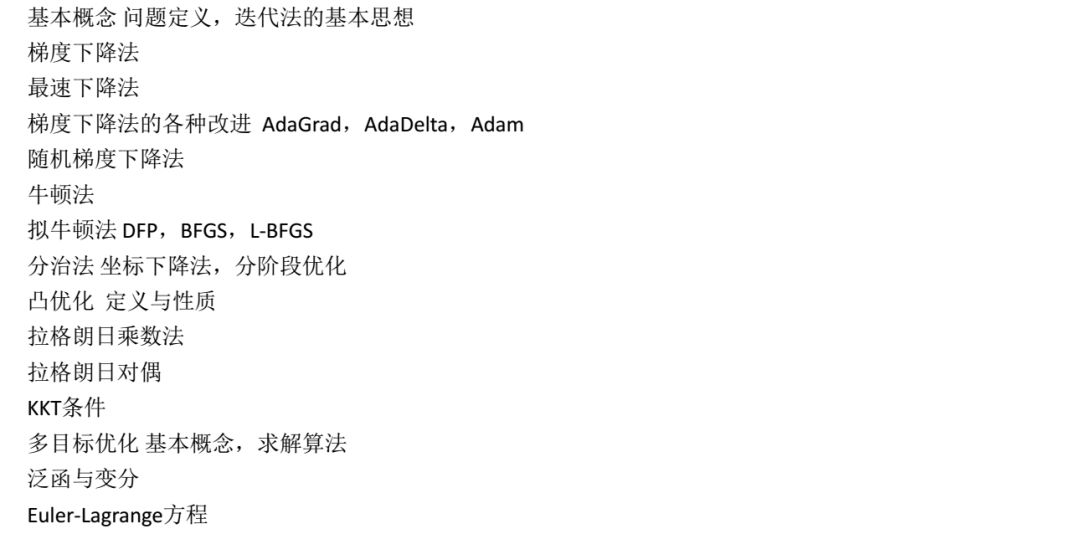 基本概念 问题定义，迭代法的基本思想
梯度下降法
最速下降法
梯度下降法的各种改进 AdaGrad，AdaDelta，Adam
随机梯度下降法
牛顿法
拟牛顿法 DFP，BFGS，L-BFGS
分治法 坐标下降法，分阶段优化
凸优化 定义与性质
拉格朗日乘数法
拉格朗日对偶
KKT条件
多目标优化 基本概念，求解算法
泛函与变分
Euler-Lagrange方程